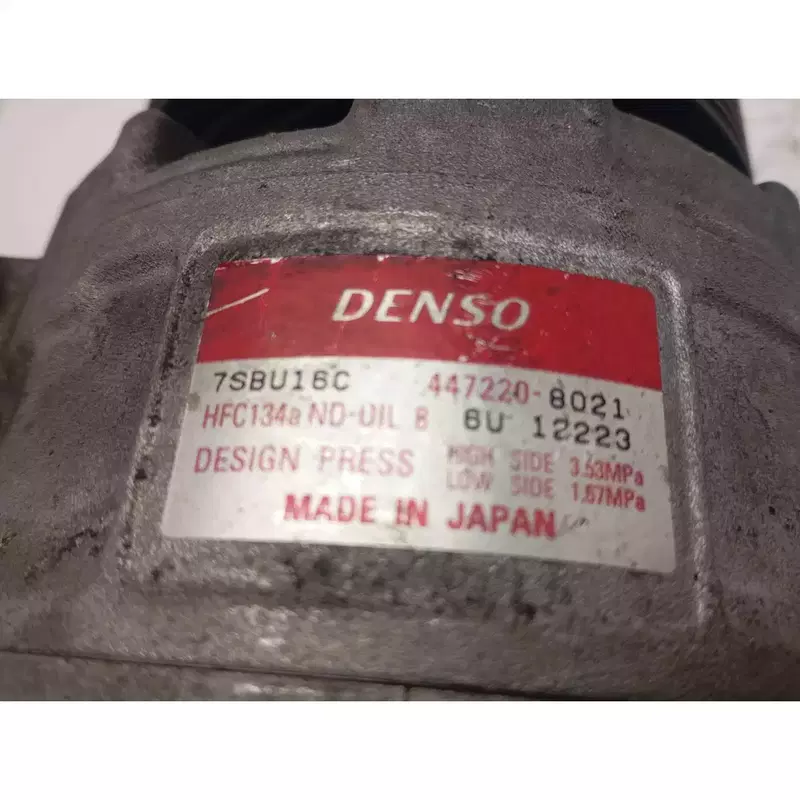 DENSO
7SBU16C 447220-8021
HFC134a ND-OIL 8 6U 12223
DESIGN PRESS HIGH SIDE 3.53MPa
LOW SIDE 1.67MPa
MADE IN JAPAN